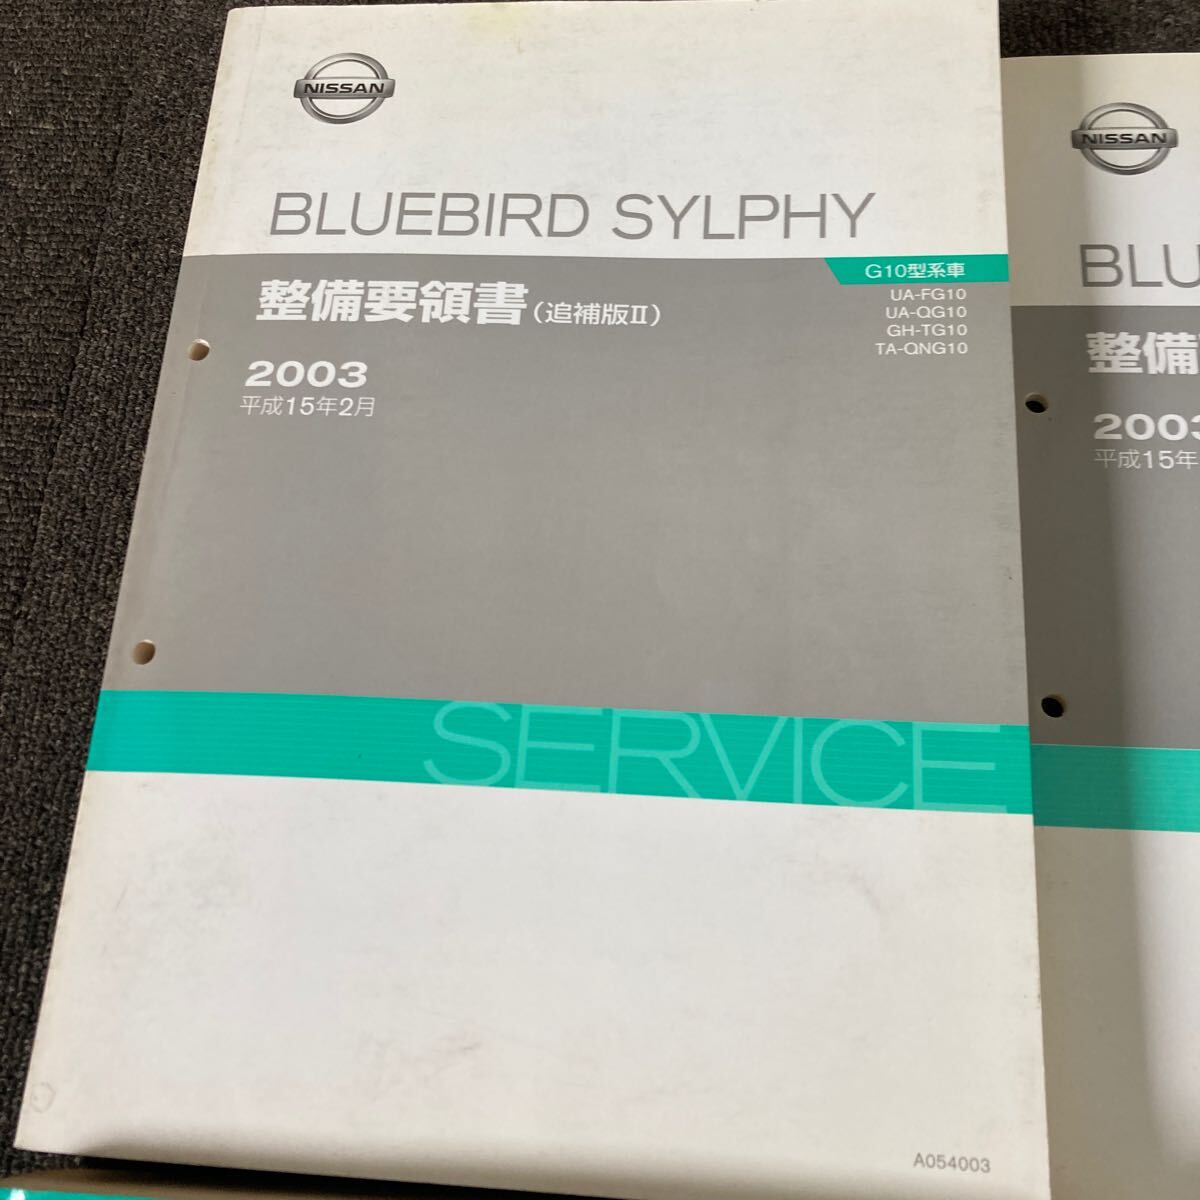 NISSAN
BLUEBIRD SYLPHY
G10型系車
UA-FG10
UA-QG10
GH-TG10
TA-QNG10
整備要領書(追補版II)
2003
平成15年2月
SERVICE
A054003
NISSAN
BLU
整備
2003
平成15年